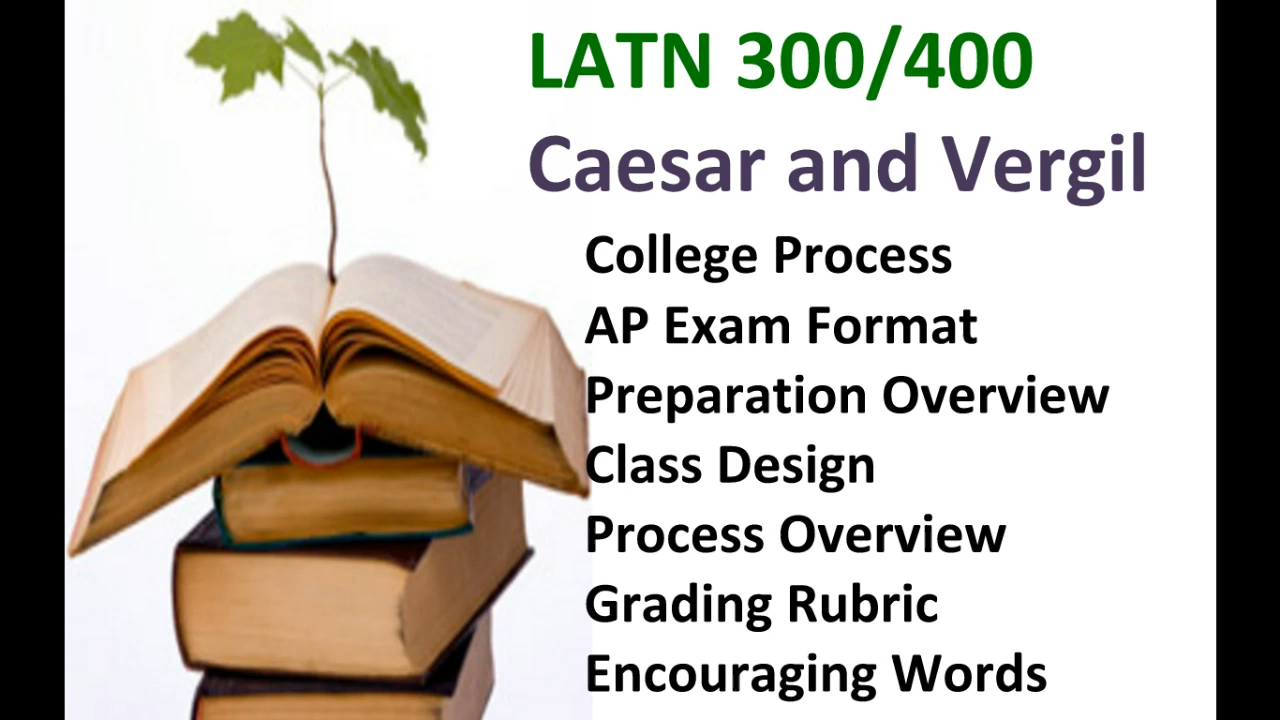 LATN 300/400
Caesar and Vergil
College Process
AP Exam Format
Preparation Overview
Class Design
Process Overview
Grading Rubric
Encouraging Words